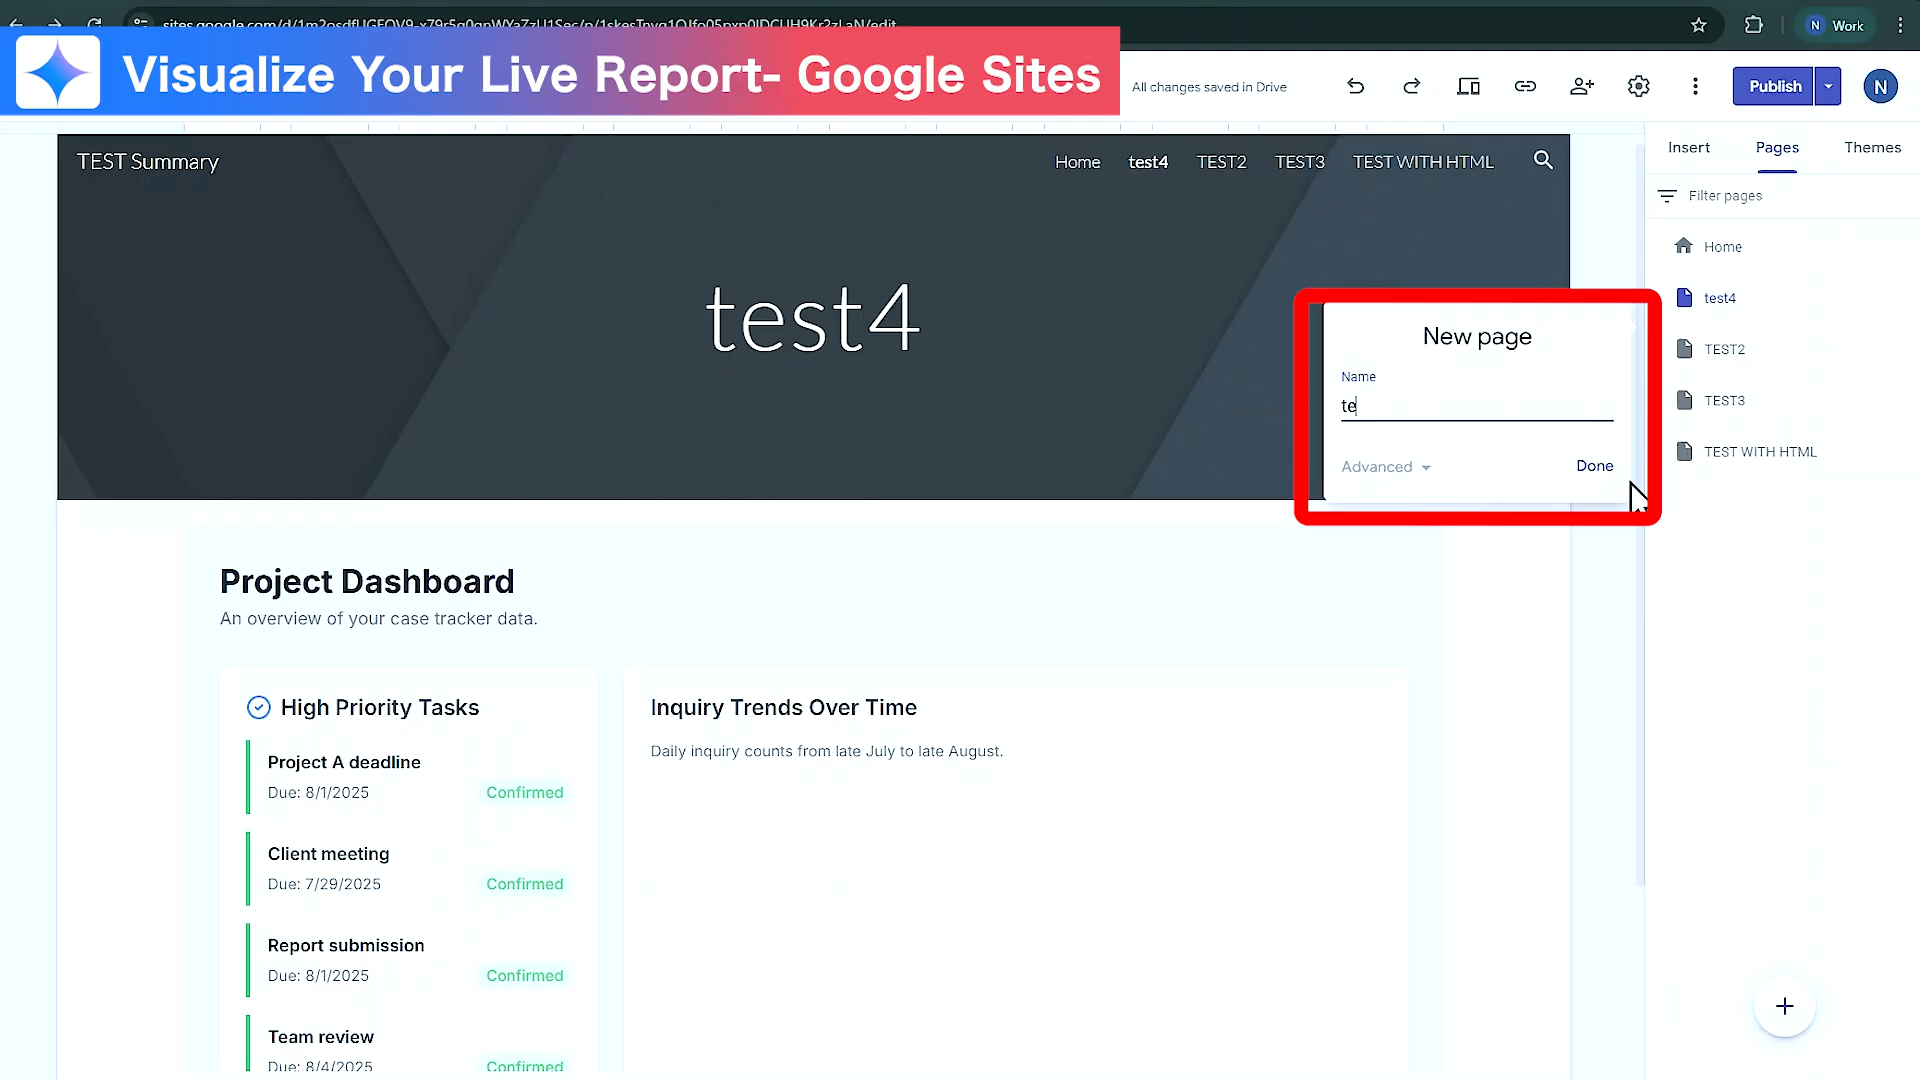 Visualize Your Live Report- Google Sites
Work
N
All changes saved in Drive
Publish
N
TEST Summary
Home
test4
TEST2
TEST3
TEST WITH HTML
Insert
Pages
Themes
Filter pages
Home
test4
TEST2
TEST3
TEST WITH HTML
test4
New page
Name
te
Advanced
Done
Project Dashboard
An overview of your case tracker data.
High Priority Tasks
Project A deadline
Due: 8/1/2025
Confirmed
Client meeting
Due: 7/29/2025
Confirmed
Report submission
Due: 8/1/2025
Confirmed
Team review
Due: 8/4/2025
Confirmed
Inquiry Trends Over Time
Daily inquiry counts from late July to late August.